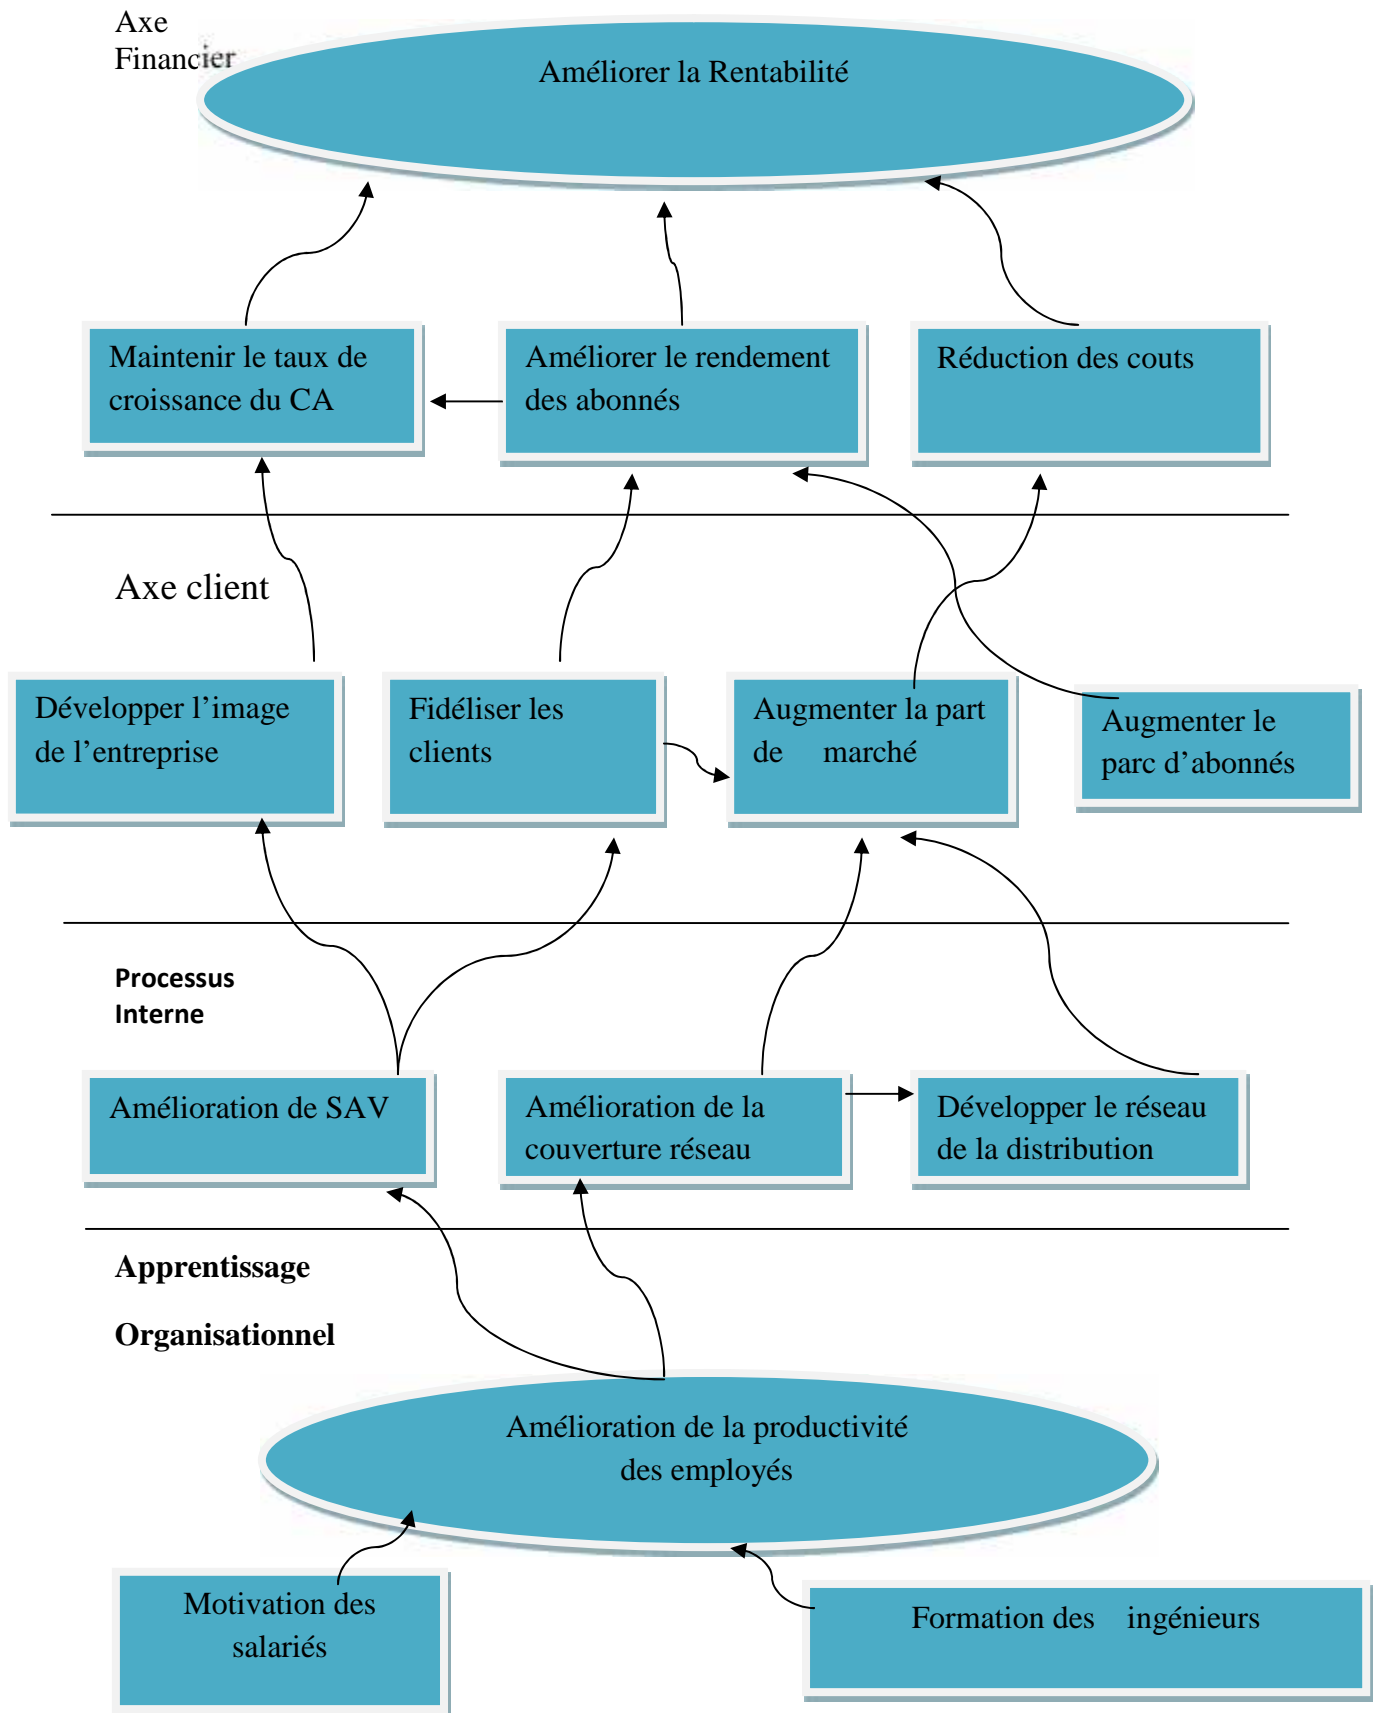 Axe
Financier
Améliorer la Rentabilité
Maintenir le taux de
croissance du CA
Améliorer le rendement
des abonnés
Réduction des couts
Axe client
Développer l’image
de l’entreprise
Fidéliser les
clients
Augmenter la part
de marché
Augmenter le
parc d’abonnés
Processus
Interne
Amélioration de SAV
Amélioration de la
couverture réseau
Développer le réseau
de la distribution
Apprentissage
Organisationnel
Amélioration de la productivité
des employés
Motivation des
salariés
Formation des ingénieurs